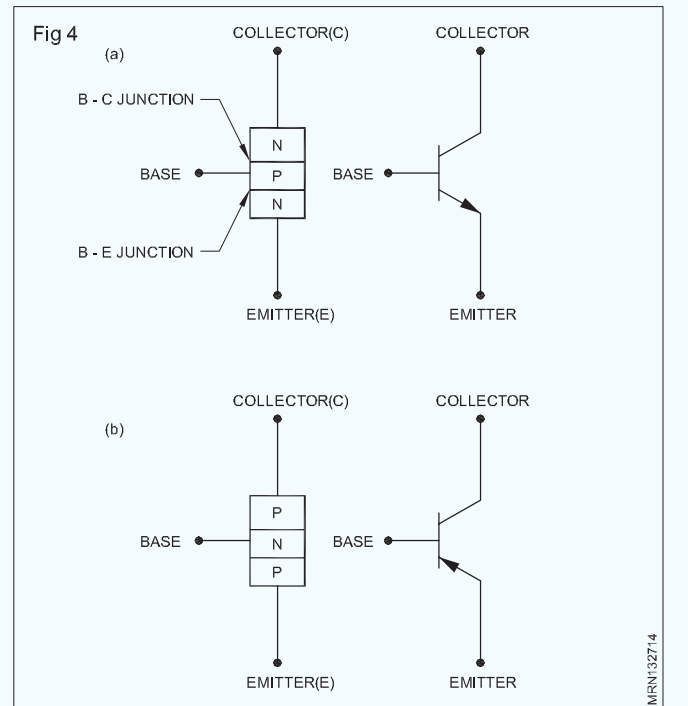 Fig 4
(a)
COLLECTOR(C) COLLECTOR
B - C JUNCTION
N
BASE P BASE
N
B - E JUNCTION
EMITTER(E) EMITTER
COLLECTOR(C) COLLECTOR
(b)
P
BASE N BASE
P
EMITTER(E) EMITTER
MRN132714